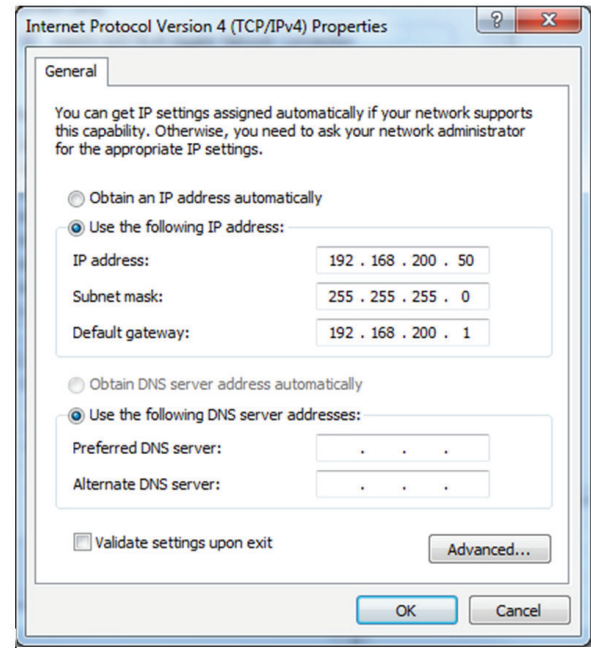 Internet Protocol Version 4 (TCP/IPv4) Properties
General
You can get IP settings assigned automatically if your network supports
this capability. Otherwise, you need to ask your network administrator
for the appropriate IP settings.
Obtain an IP address automatically
Use the following IP address:
IP address: 192 . 168 . 200 . 50
Subnet mask: 255 . 255 . 255 . 0
Default gateway: 192 . 168 . 200 . 1
Obtain DNS server address automatically
Use the following DNS server addresses:
Preferred DNS server: . . .
Alternate DNS server: . . .
Validate settings upon exit
Advanced...
OK Cancel